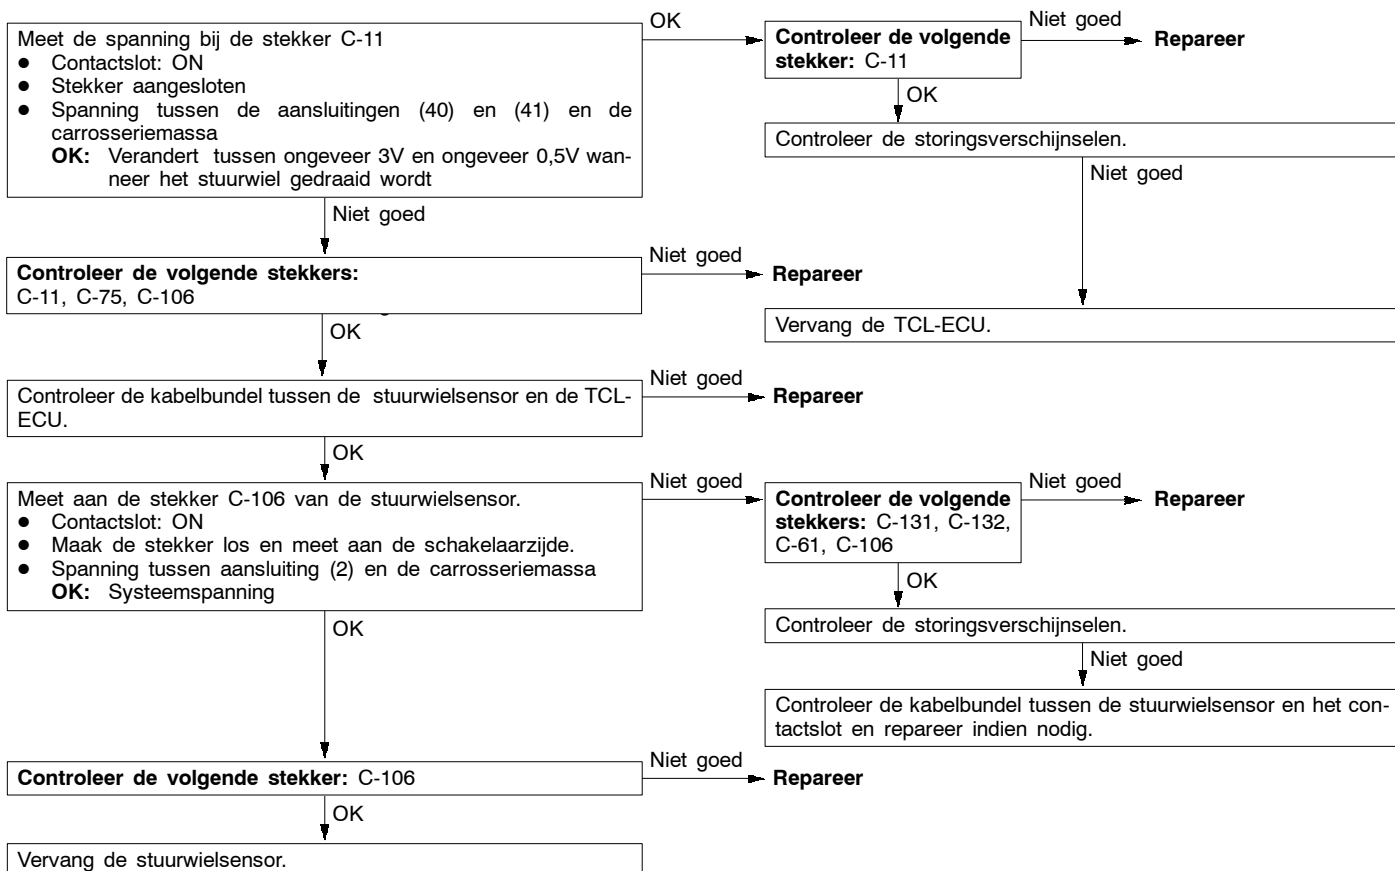 Meet de spanning bij de stekker C-11
● Contactslot: ON
● Stekker aangesloten
● Spanning tussen de aansluitingen (40) en (41) en de
carrosseriemassa
OK: Verandert tussen ongeveer 3V en ongeveer 0,5V wan-
neer het stuurwiel gedraaid wordt
OK
Controleer de volgende
stekker: C-11
Niet goed
Repareer
OK
Controleer de storingsverschijnselen.
Niet goed
Vervang de TCL-ECU.
Niet goed
Controleer de volgende stekkers:
C-11, C-75, C-106
Niet goed
Repareer
OK
Controleer de kabelbundel tussen de stuurwielsensor en de TCL-
ECU.
Niet goed
Repareer
OK
Meet aan de stekker C-106 van de stuurwielsensor.
● Contactslot: ON
● Maak de stekker los en meet aan de schakelaarzijde.
● Spanning tussen aansluiting (2) en de carrosseriemassa
OK: Systeemspanning
Niet goed
Controleer de volgende
stekkers: C-131, C-132,
C-61, C-106
Niet goed
Repareer
OK
Controleer de storingsverschijnselen.
Niet goed
Controleer de kabelbundel tussen de stuurwielsensor en het con-
tactslot en repareer indien nodig.
OK
Controleer de volgende stekker: C-106
Niet goed
Repareer
OK
Vervang de stuurwielsensor.